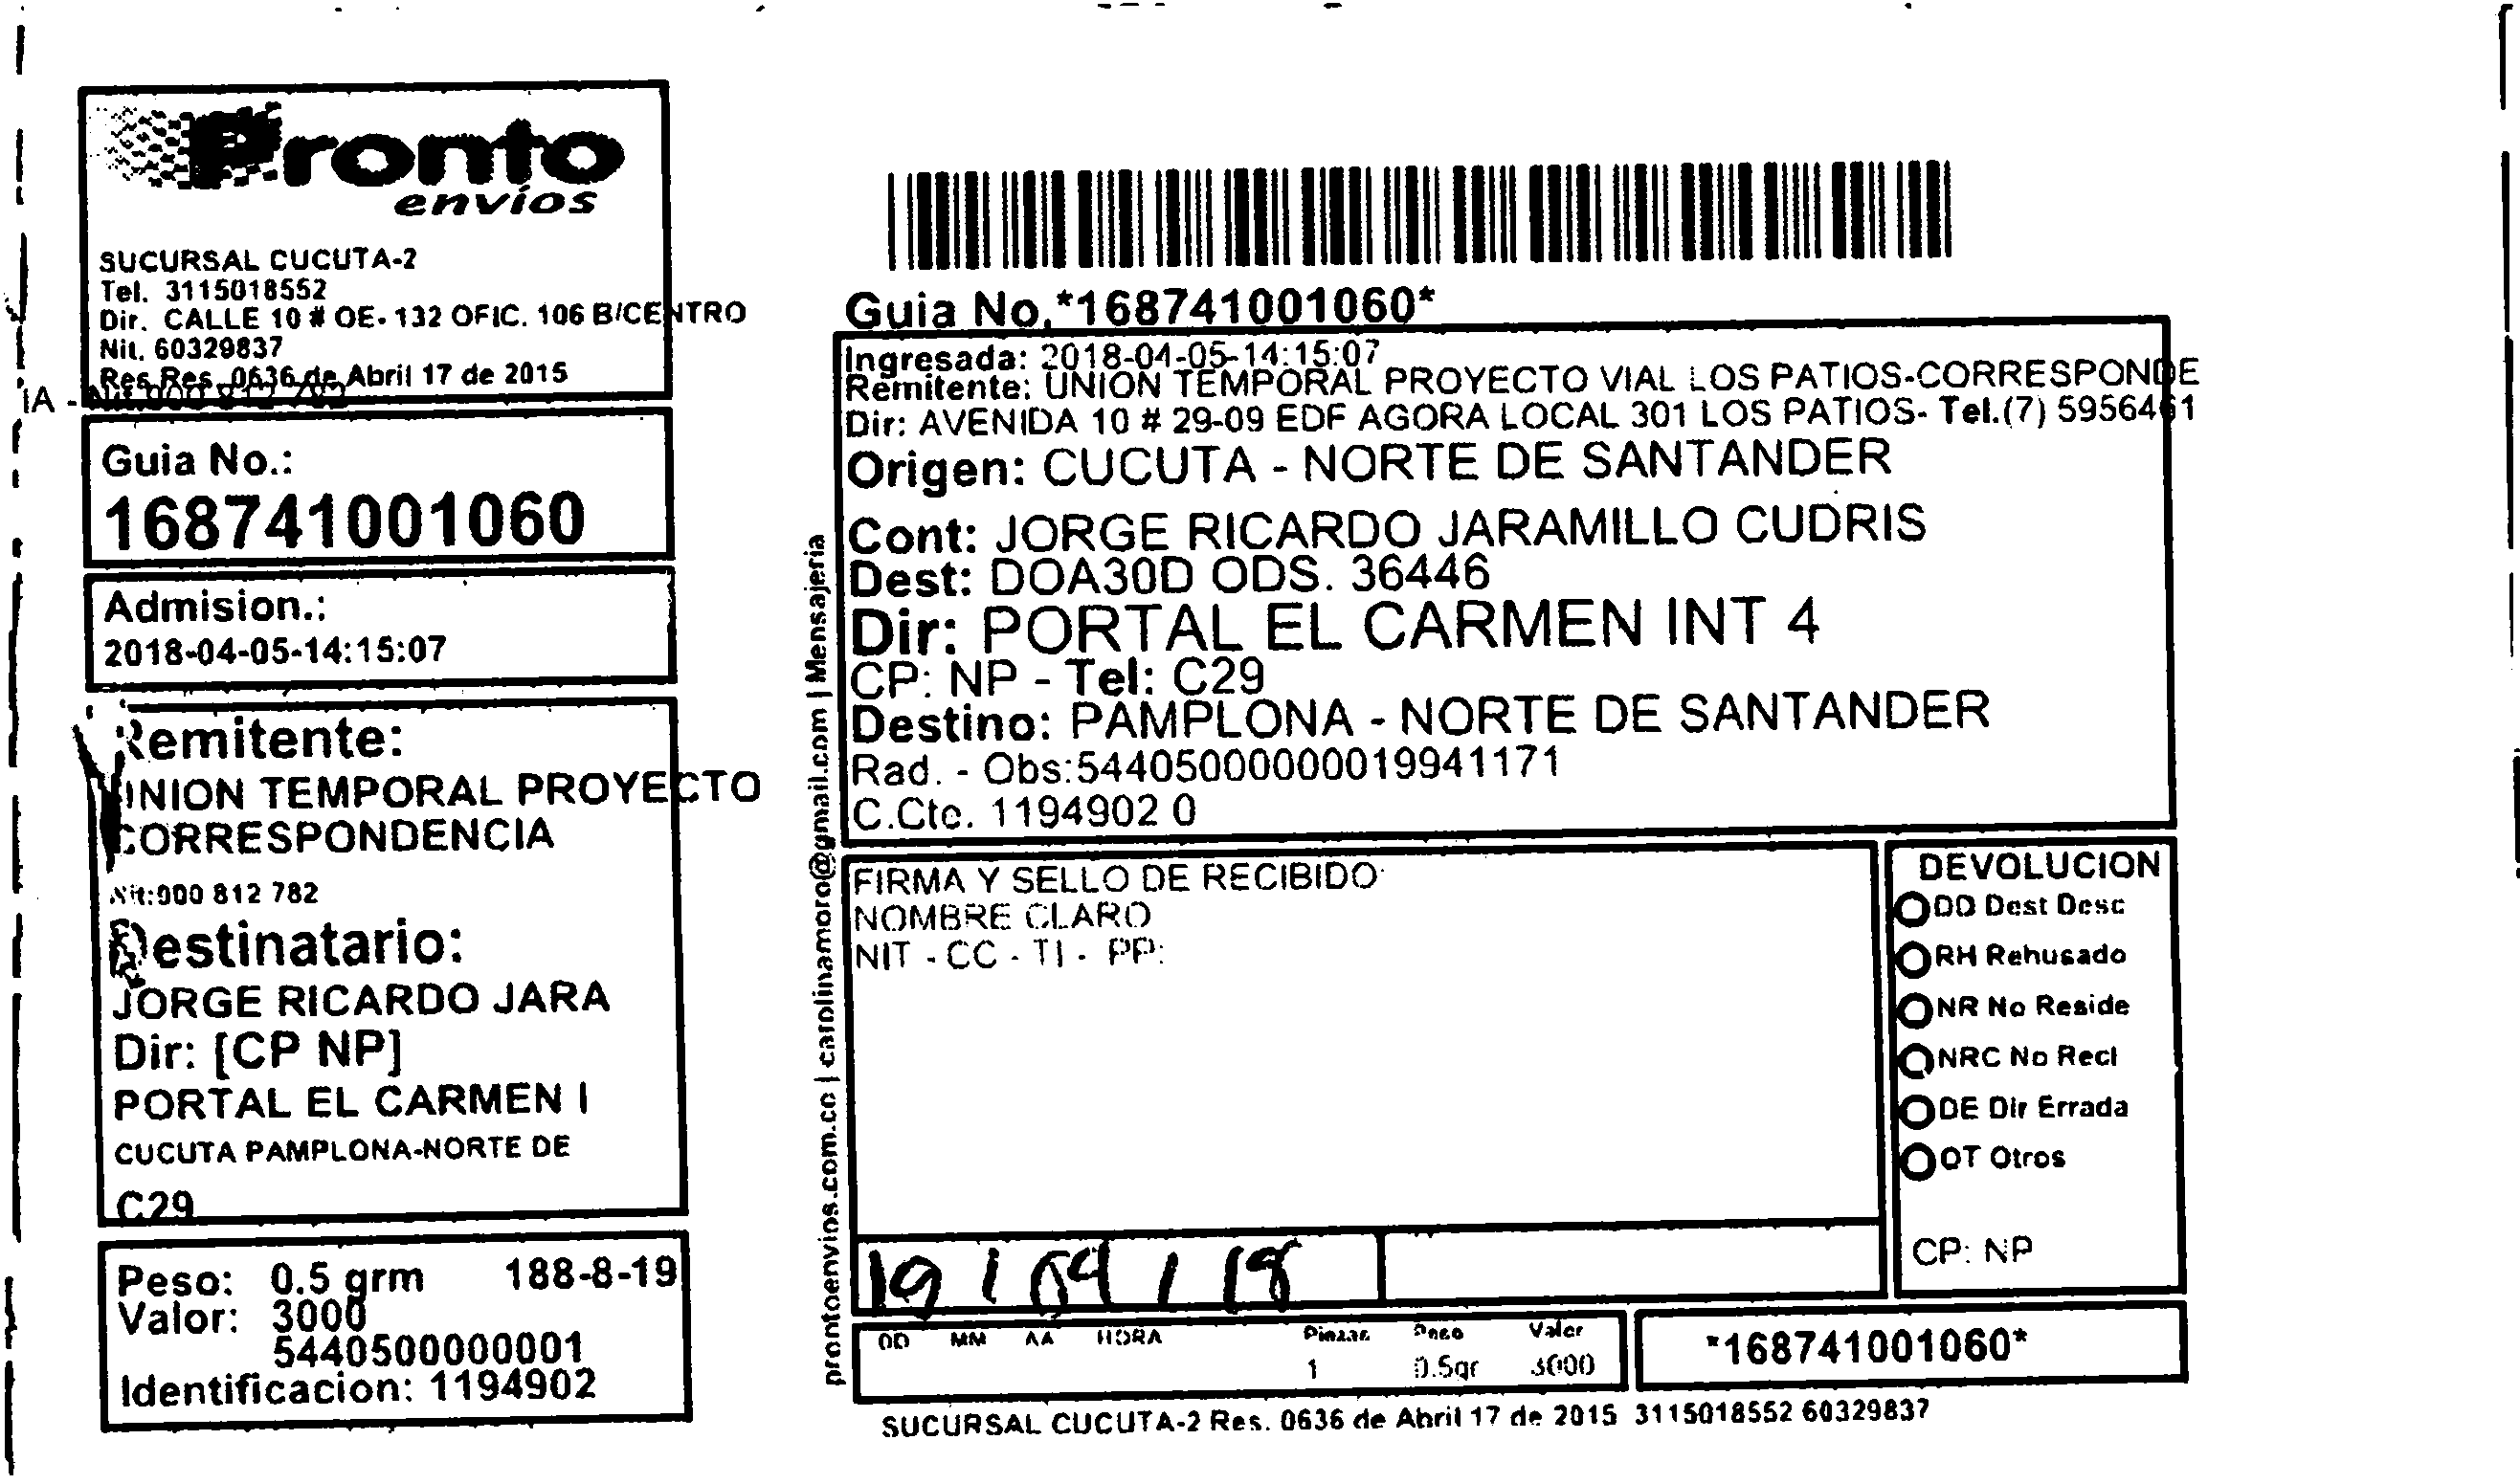 Pronto
envíos
SUCURSAL CUCUTA-2
Tel. 3115018552
Dir. CALLE 10 # OE- 132 OFIC. 106 B/CENTRO
Nit. 60329837
Res Res. 0636 de Abril 17 de 2015
Guia No.:
168741001060
Admision.:
2018-04-05-14:15:07
Remitente:
UNION TEMPORAL PROYECTO
CORRESPONDENCIA
Nit:900 812 782
Destinatario:
JORGE RICARDO JARA
Dir: [CP NP]
PORTAL EL CARMEN I
CUCUTA PAMPLONA-NORTE DE
C29
Peso: 0.5 grm 188-8-19
Valor: 3000
5440500000001
Identificacion: 1194902
prontoenvios.com.co | carolinamoro@gmail.com | Mensajeria
Guia No.*168741001060*
Ingresada: 2018-04-05-14:15:07
Remitente: UNION TEMPORAL PROYECTO VIAL LOS PATIOS-CORRESPONDE
Dir: AVENIDA 10 # 29-09 EDF AGORA LOCAL 301 LOS PATIOS- Tel.(7) 5956461
Origen: CUCUTA - NORTE DE SANTANDER
Cont: JORGE RICARDO JARAMILLO CUDRIS
Dest: DOA30D ODS. 36446
Dir: PORTAL EL CARMEN INT 4
CP: NP - Tel: C29
Destino: PAMPLONA - NORTE DE SANTANDER
Rad. - Obs:544050000000019941171
C.Cte. 1194902 0
FIRMA Y SELLO DE RECIBIDO
NOMBRE CLARO
NIT - CC - TI - PP:
DEVOLUCION
DD Dest Desc
RH Rehusado
NR No Reside
NRC No Recl
DE Dir Errada
OT Otros
CP: NP
19 / 04 / 18
DD MM AA HORA Piezas Peso Valor
1 0.5gr 3000
*168741001060*
SUCURSAL CUCUTA-2 Res. 0636 de Abril 17 de 2015 3115018552 60329837